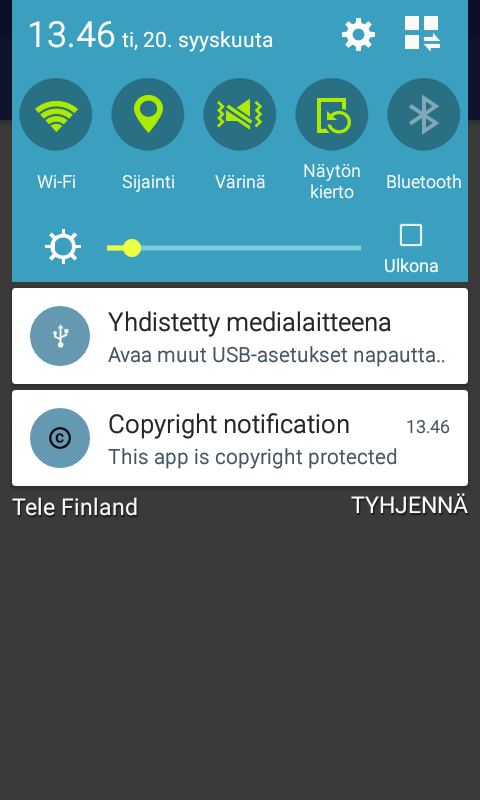 13.46 ti, 20. syyskuuta
Wi-Fi
Sijainti
Värinä
Näytön
kierto
Bluetooth
Ulkona
Yhdistetty medialaitteena
Avaa muut USB-asetukset napautta..
Copyright notification 13.46
This app is copyright protected
Tele Finland TYHJENNÄ